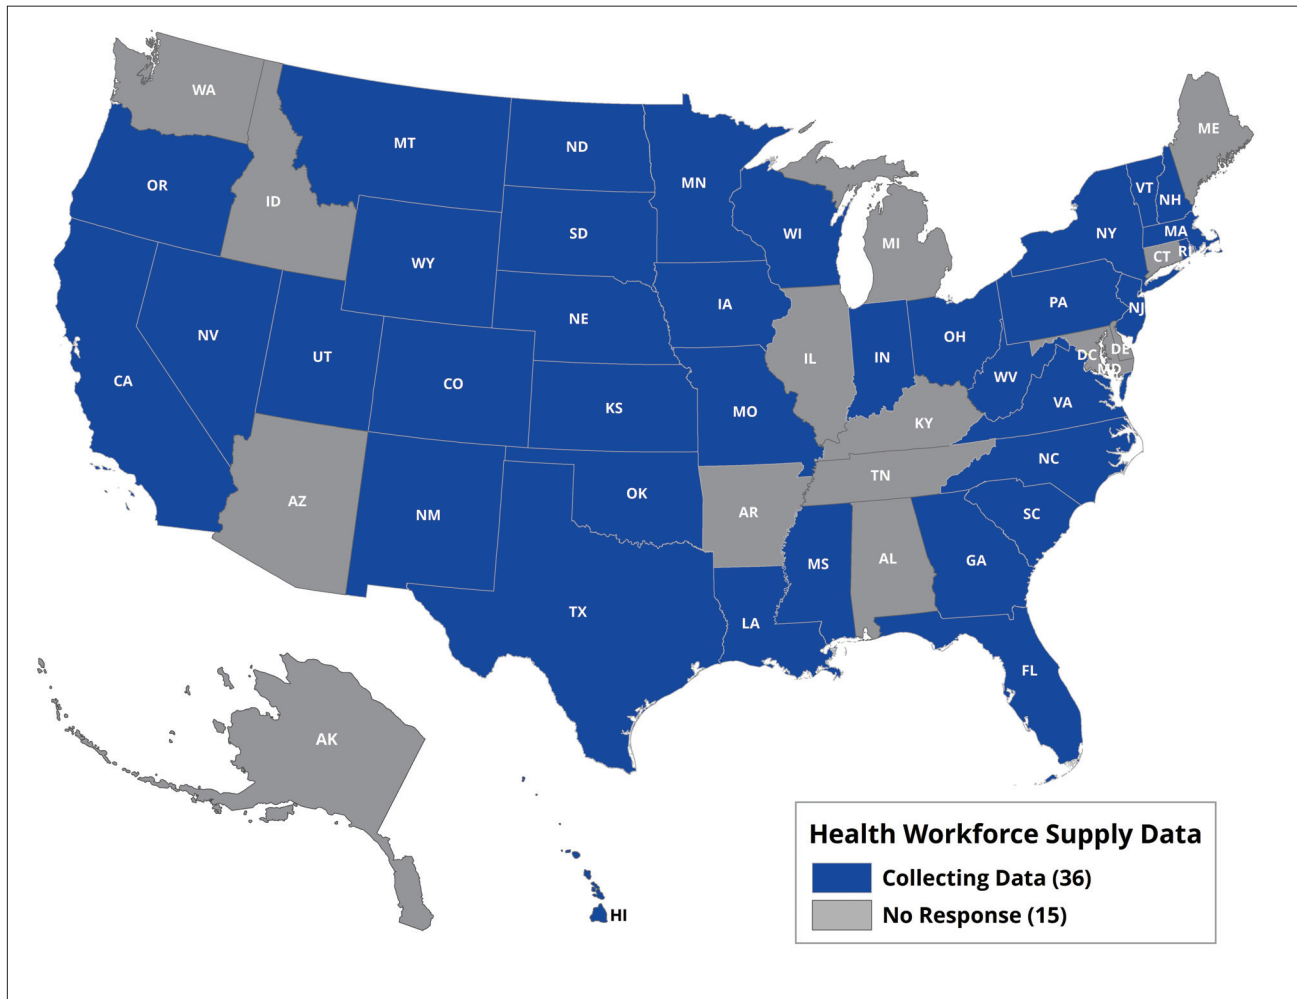 WA
ME
MT
ND
VT
OR
MN
NH
ID
NY
MA
SD
WI
MI
RI
CT
WY
IA
PA
NE
NJ
NV
OH
UT
IL
IN
DC
DE
MD
CA
CO
WV
KS
MO
VA
KY
NC
TN
OK
AZ
AR
NM
SC
MS
AL
GA
TX
LA
FL
AK
HI
Health Workforce Supply Data
Collecting Data (36)
No Response (15)